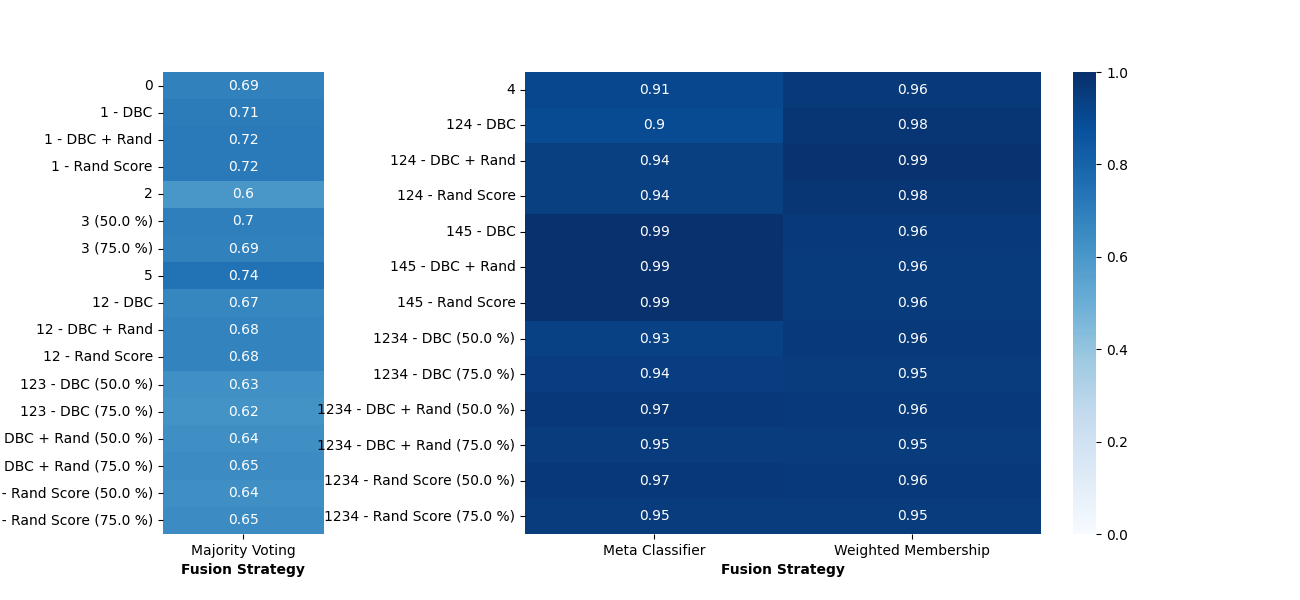 0 0.69
1 - DBC 0.71
1 - DBC + Rand 0.72
1 - Rand Score 0.72
2 0.6
3 (50.0 %) 0.7
3 (75.0 %) 0.69
5 0.74
12 - DBC 0.67
12 - DBC + Rand 0.68
12 - Rand Score 0.68
123 - DBC (50.0 %) 0.63
123 - DBC (75.0 %) 0.62
DBC + Rand (50.0 %) 0.64
DBC + Rand (75.0 %) 0.65
- Rand Score (50.0 %) 0.64
- Rand Score (75.0 %) 0.65
Majority Voting
Fusion Strategy
4 0.91 0.96
124 - DBC 0.9 0.98
124 - DBC + Rand 0.94 0.99
124 - Rand Score 0.94 0.98
145 - DBC 0.99 0.96
145 - DBC + Rand 0.99 0.96
145 - Rand Score 0.99 0.96
1234 - DBC (50.0 %) 0.93 0.96
1234 - DBC (75.0 %) 0.94 0.95
1234 - DBC + Rand (50.0 %) 0.97 0.96
1234 - DBC + Rand (75.0 %) 0.95 0.95
1234 - Rand Score (50.0 %) 0.97 0.96
1234 - Rand Score (75.0 %) 0.95 0.95
Meta Classifier Weighted Membership
Fusion Strategy
1.0
0.8
0.6
0.4
0.2
0.0